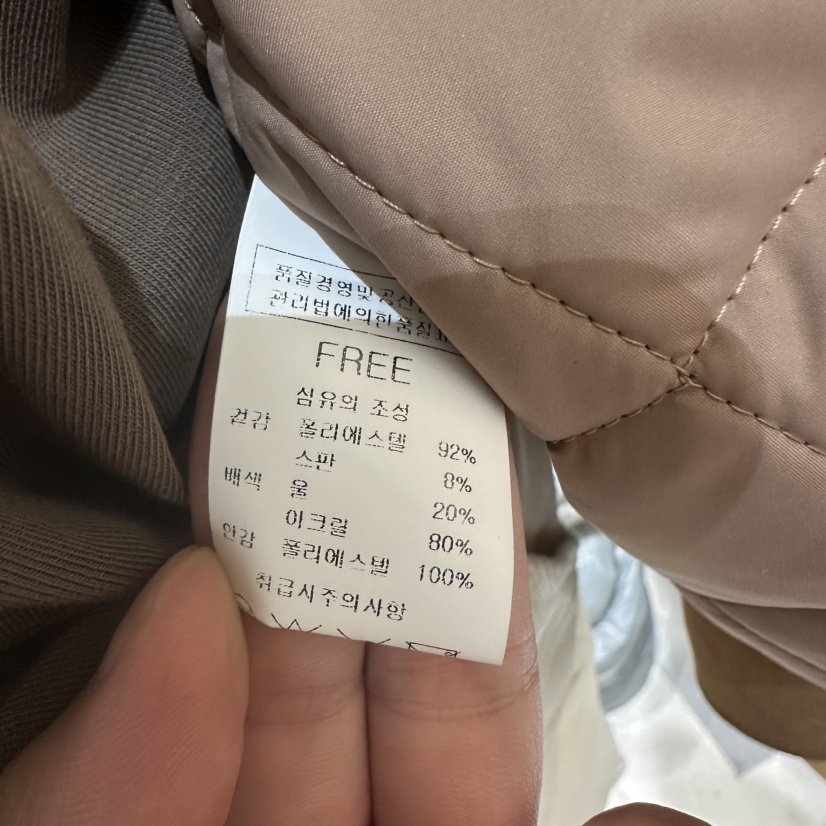 품질경영및공산
관리법에의한품질
FREE
섬유의 조성
겉감 폴리에스텔 92%
스판 8%
배색 울 20%
아크릴 80%
안감 폴리에스텔 100%
취급시주의사항